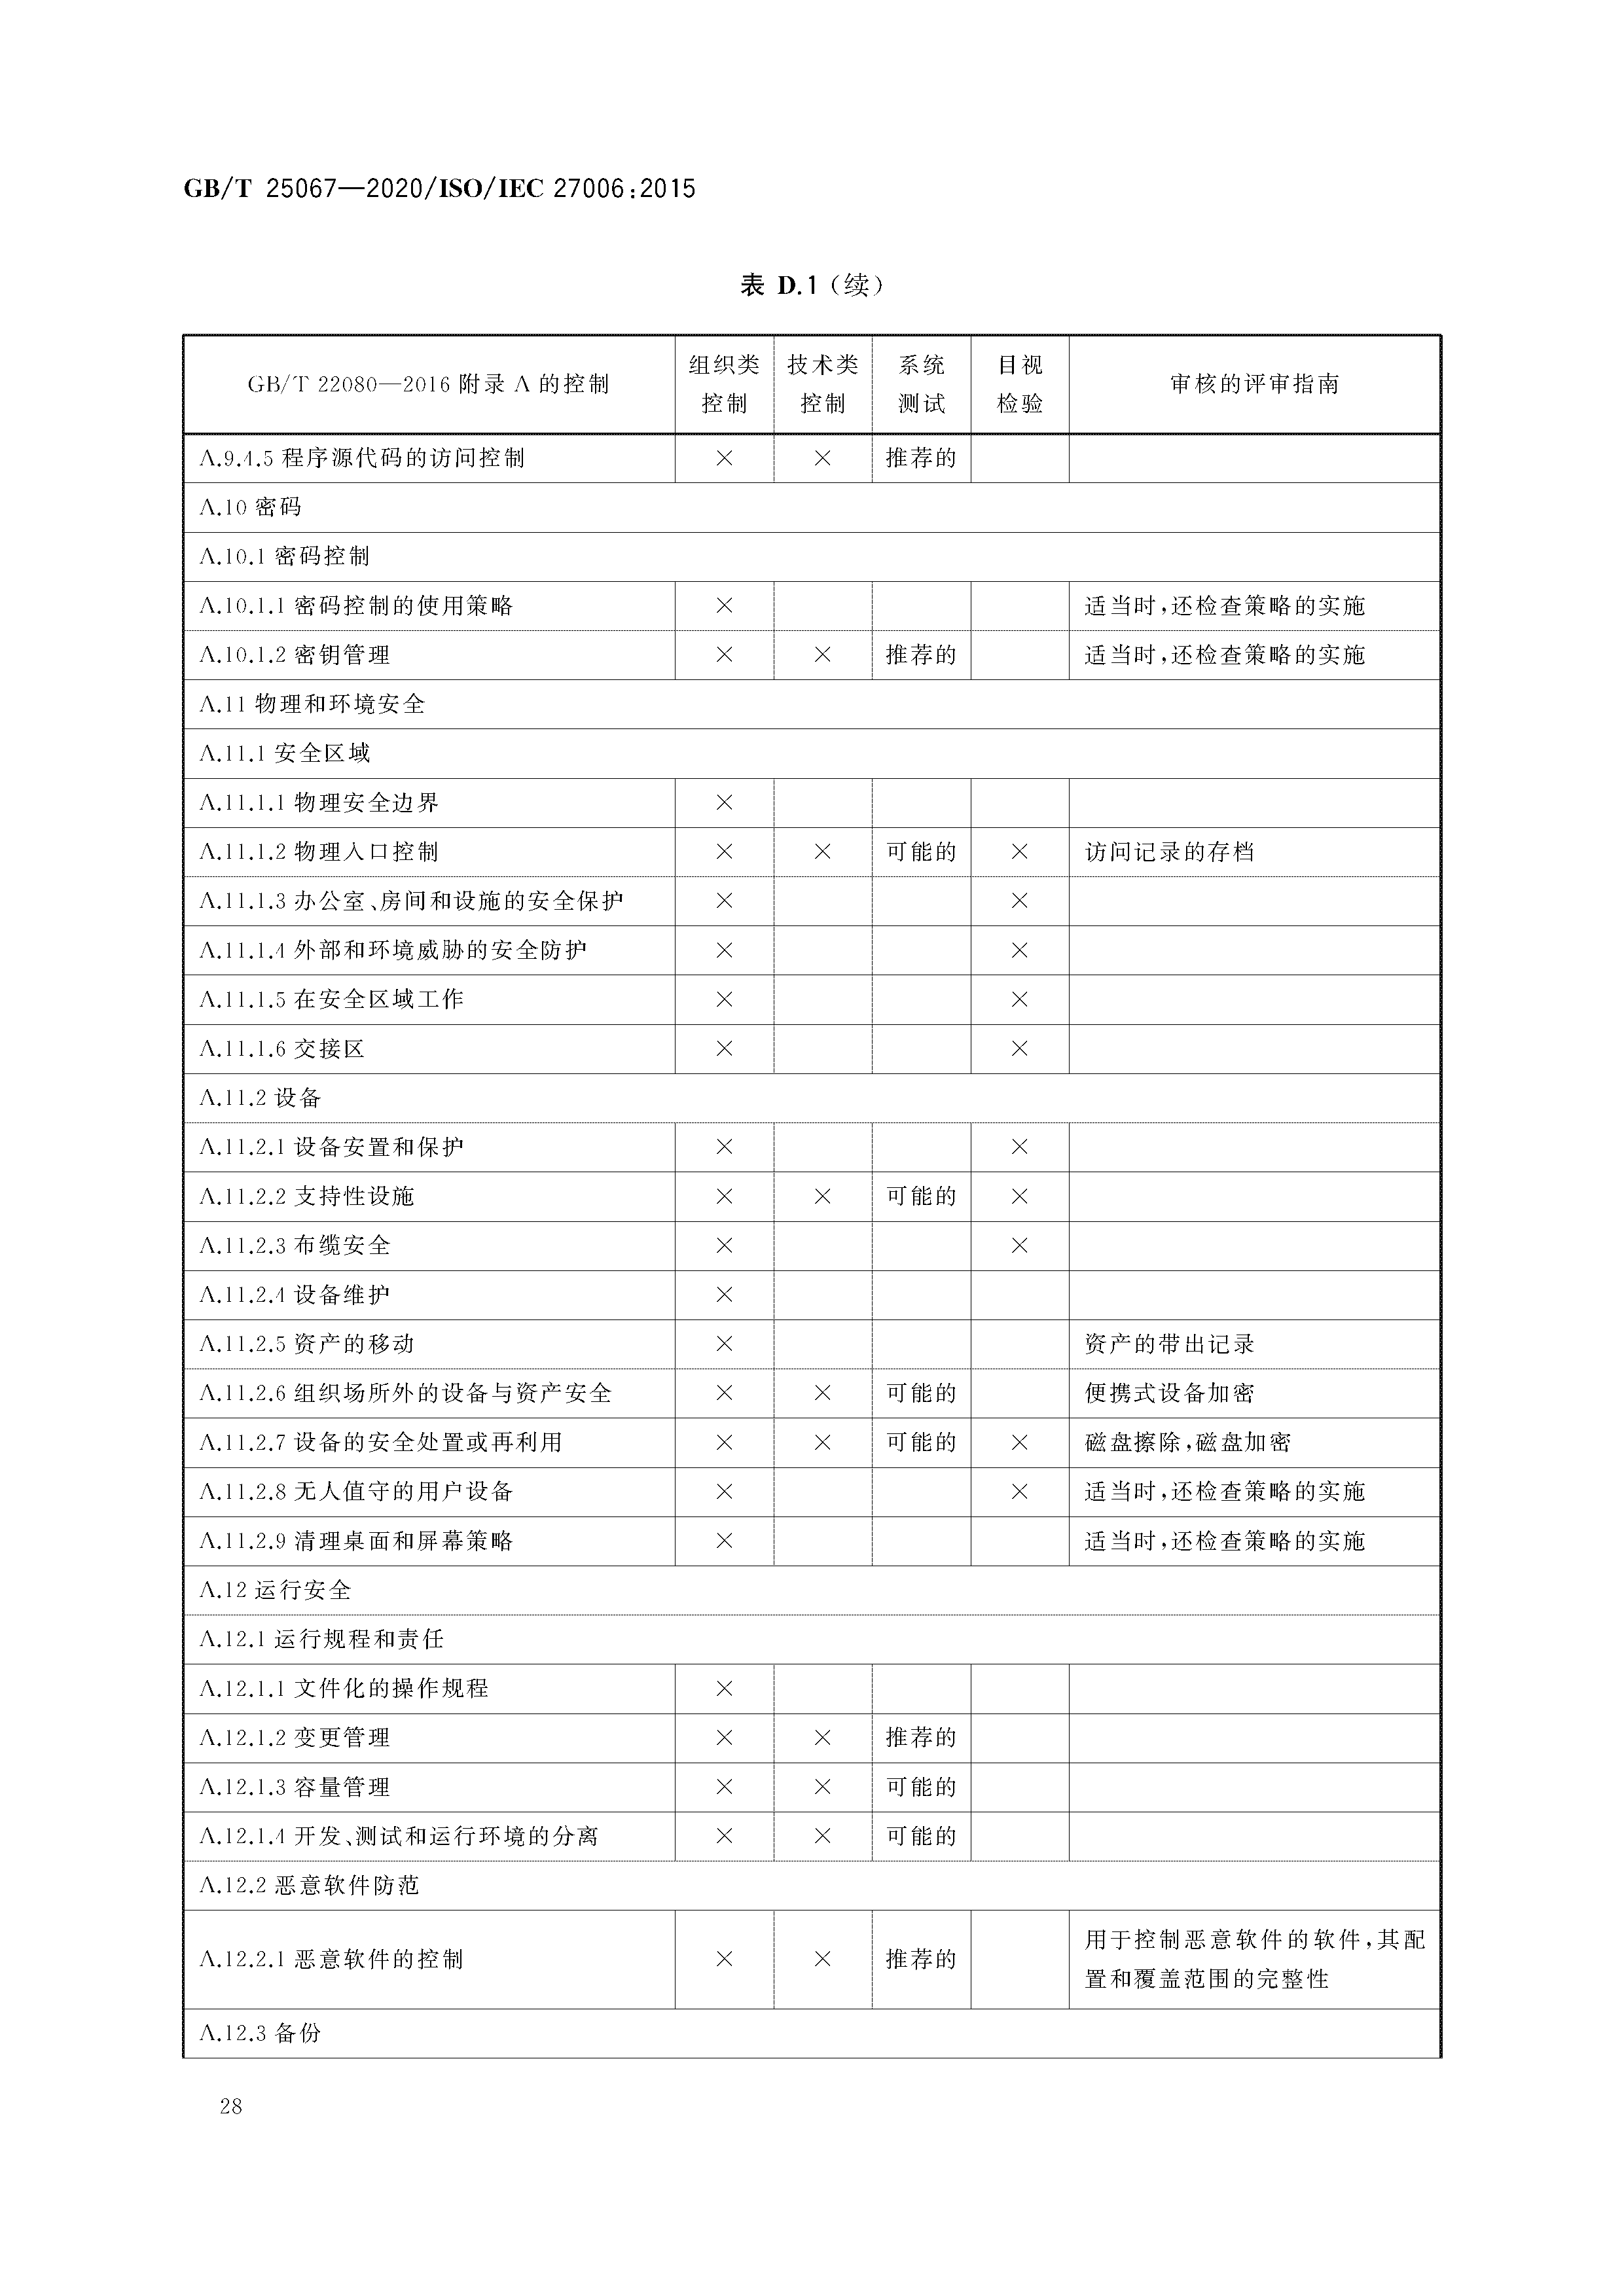 GB/T 25067—2020/ISO/IEC 27006:2015
表 D.1（续）
GB/T 22080—2016 附录 A 的控制 组织类控制 技术类控制 系统测试 目视检验 审核的评审指南
A.9.4.5 程序源代码的访问控制 × × 推荐的
A.10 密码
A.10.1 密码控制
A.10.1.1 密码控制的使用策略 × 适当时,还检查策略的实施
A.10.1.2 密钥管理 × × 推荐的 适当时,还检查策略的实施
A.11 物理和环境安全
A.11.1 安全区域
A.11.1.1 物理安全边界 ×
A.11.1.2 物理入口控制 × × 可能的 × 访问记录的存档
A.11.1.3 办公室、房间和设施的安全保护 × ×
A.11.1.4 外部和环境威胁的安全防护 × ×
A.11.1.5 在安全区域工作 × ×
A.11.1.6 交接区 × ×
A.11.2 设备
A.11.2.1 设备安置和保护 × ×
A.11.2.2 支持性设施 × × 可能的 ×
A.11.2.3 布缆安全 × ×
A.11.2.4 设备维护 ×
A.11.2.5 资产的移动 × 资产的带出记录
A.11.2.6 组织场所外的设备与资产安全 × × 可能的 便携式设备加密
A.11.2.7 设备的安全处置或再利用 × × 可能的 × 磁盘擦除,磁盘加密
A.11.2.8 无人值守的用户设备 × × 适当时,还检查策略的实施
A.11.2.9 清理桌面和屏幕策略 × 适当时,还检查策略的实施
A.12 运行安全
A.12.1 运行规程和责任
A.12.1.1 文件化的操作规程 ×
A.12.1.2 变更管理 × × 推荐的
A.12.1.3 容量管理 × × 可能的
A.12.1.4 开发、测试和运行环境的分离 × × 可能的
A.12.2 恶意软件防范
A.12.2.1 恶意软件的控制 × × 推荐的 用于控制恶意软件的软件,其配
置和覆盖范围的完整性
A.12.3 备份
28